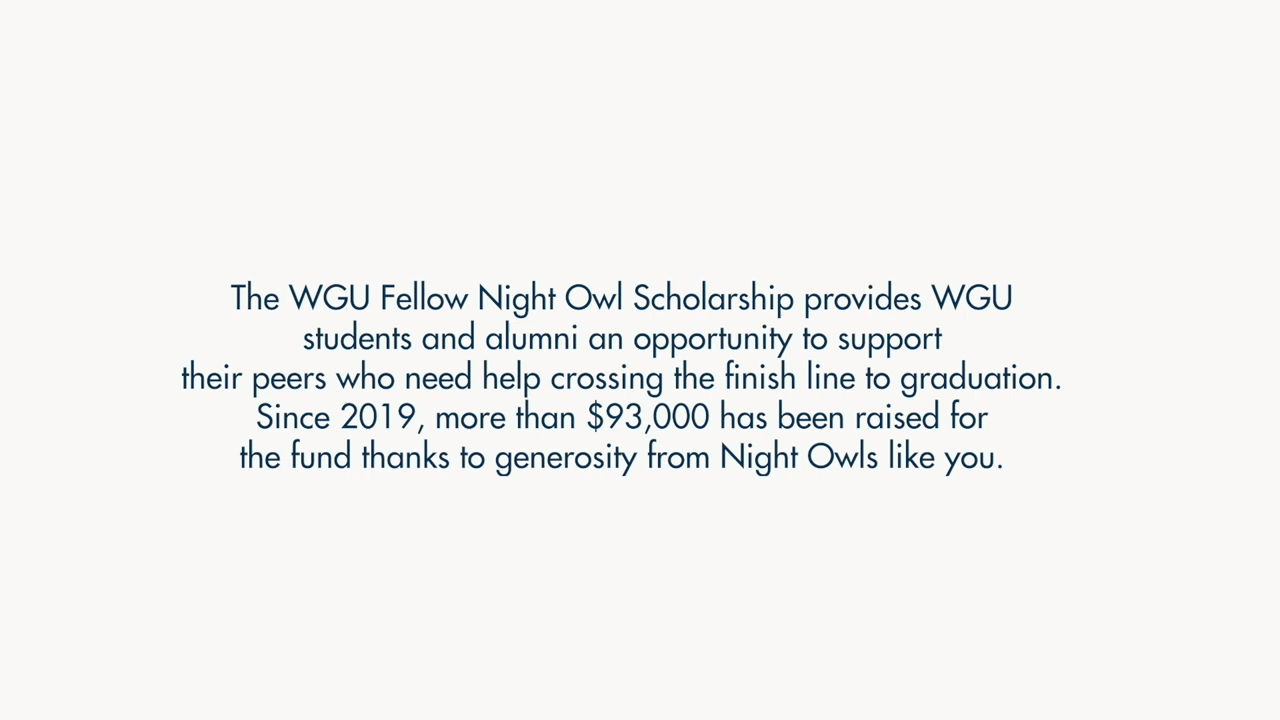 The WGU Fellow Night Owl Scholarship provides WGU
students and alumni an opportunity to support
their peers who need help crossing the finish line to graduation.
Since 2019, more than $93,000 has been raised for
the fund thanks to generosity from Night Owls like you.